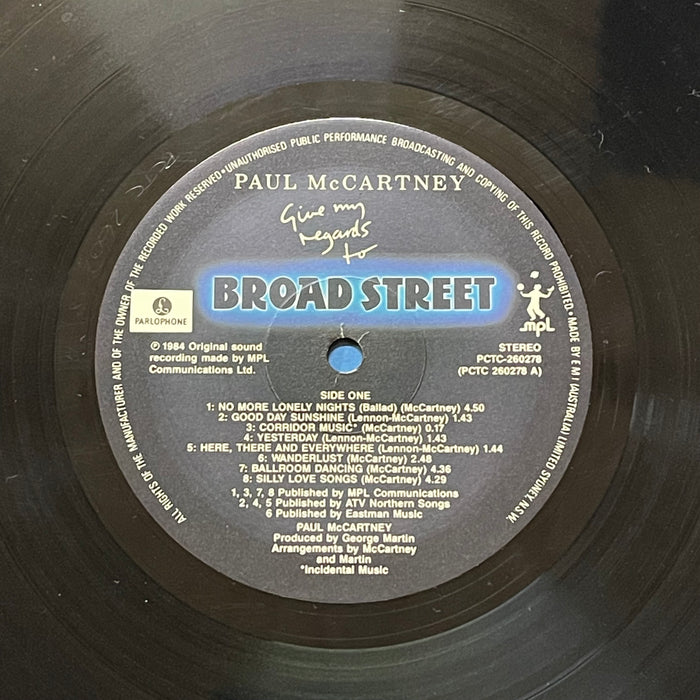 ALL RIGHTS OF THE MANUFACTURER AND OF THE OWNER OF THE RECORDED WORK RESERVED • UNAUTHORISED PUBLIC PERFORMANCE BROADCASTING AND COPYING OF THIS RECORD PROHIBITED. • MADE BY E M I (AUSTRALIA) LIMITED SYDNEY, N.S.W.
PAUL McCARTNEY
Give my
regards
to
BROAD STREET
PARLOPHONE
mpl
℗ 1984 Original sound
recording made by MPL
Communications Ltd.
STEREO
PCTC-260278
(PCTC 260278 A)
SIDE ONE
1: NO MORE LONELY NIGHTS (Ballad) (McCartney) 4.50
2: GOOD DAY SUNSHINE (Lennon-McCartney) 1.43
3: CORRIDOR MUSIC* (McCartney) 0.17
4: YESTERDAY (Lennon-McCartney) 1.43
5: HERE, THERE AND EVERYWHERE (Lennon-McCartney) 1.44
6: WANDERLUST (McCartney) 2.48
7: BALLROOM DANCING (McCartney) 4.36
8: SILLY LOVE SONGS (McCartney) 4.29
1, 3, 7, 8 Published by MPL Communications
2, 4, 5 Published by ATV Northern Songs
6 Published by Eastman Music
PAUL McCARTNEY
Produced by George Martin
Arrangements by McCartney
and Martin
*Incidental Music